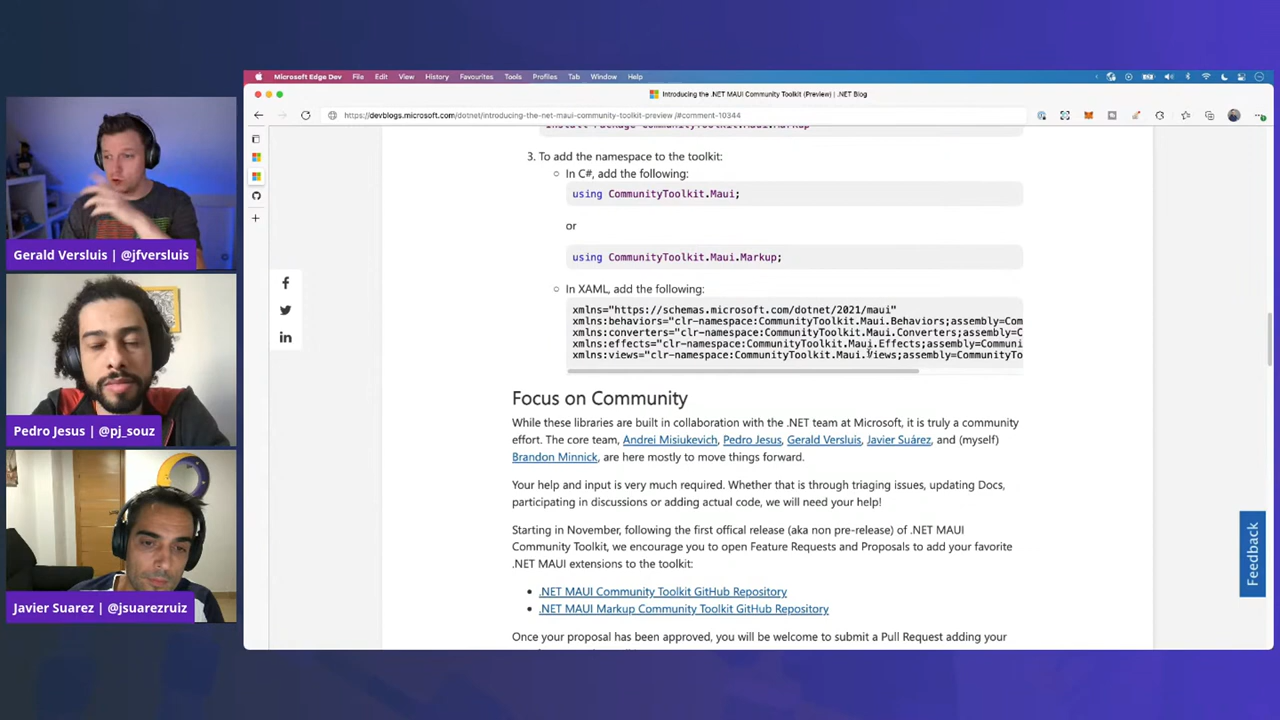 Microsoft Edge Dev File Edit View History Favourites Tools Profiles Tab Window Help
Introducing the .NET MAUI Community Toolkit (Preview) | .NET Blog
https://devblogs.microsoft.com/dotnet/introducing-the-net-maui-community-toolkit-preview/#comment-10344
Install-Package CommunityToolkit.Maui.Markup
3. To add the namespace to the toolkit:
In C#, add the following:
using CommunityToolkit.Maui;
or
using CommunityToolkit.Maui.Markup;
In XAML, add the following:
xmlns="https://schemas.microsoft.com/dotnet/2021/maui"
xmlns:behaviors="clr-namespace:CommunityToolkit.Maui.Behaviors;assembly=Com
xmlns:converters="clr-namespace:CommunityToolkit.Maui.Converters;assembly=C
xmlns:effects="clr-namespace:CommunityToolkit.Maui.Effects;assembly=Communi
xmlns:views="clr-namespace:CommunityToolkit.Maui.Views;assembly=CommunityTo
Focus on Community
While these libraries are built in collaboration with the .NET team at Microsoft, it is truly a community
effort. The core team, Andrei Misiukevich, Pedro Jesus, Gerald Versluis, Javier Suárez, and (myself)
Brandon Minnick, are here mostly to move things forward.
Your help and input is very much required. Whether that is through triaging issues, updating Docs,
participating in discussions or adding actual code, we will need your help!
Starting in November, following the first offical release (aka non pre-release) of .NET MAUI
Community Toolkit, we encourage you to open Feature Requests and Proposals to add your favorite
.NET MAUI extensions to the toolkit:
.NET MAUI Community Toolkit GitHub Repository
.NET MAUI Markup Community Toolkit GitHub Repository
Once your proposal has been approved, you will be welcome to submit a Pull Request adding your
Feedback
Gerald Versluis | @jfversluis
Pedro Jesus | @pj_souz
Javier Suarez | @jsuarezruiz